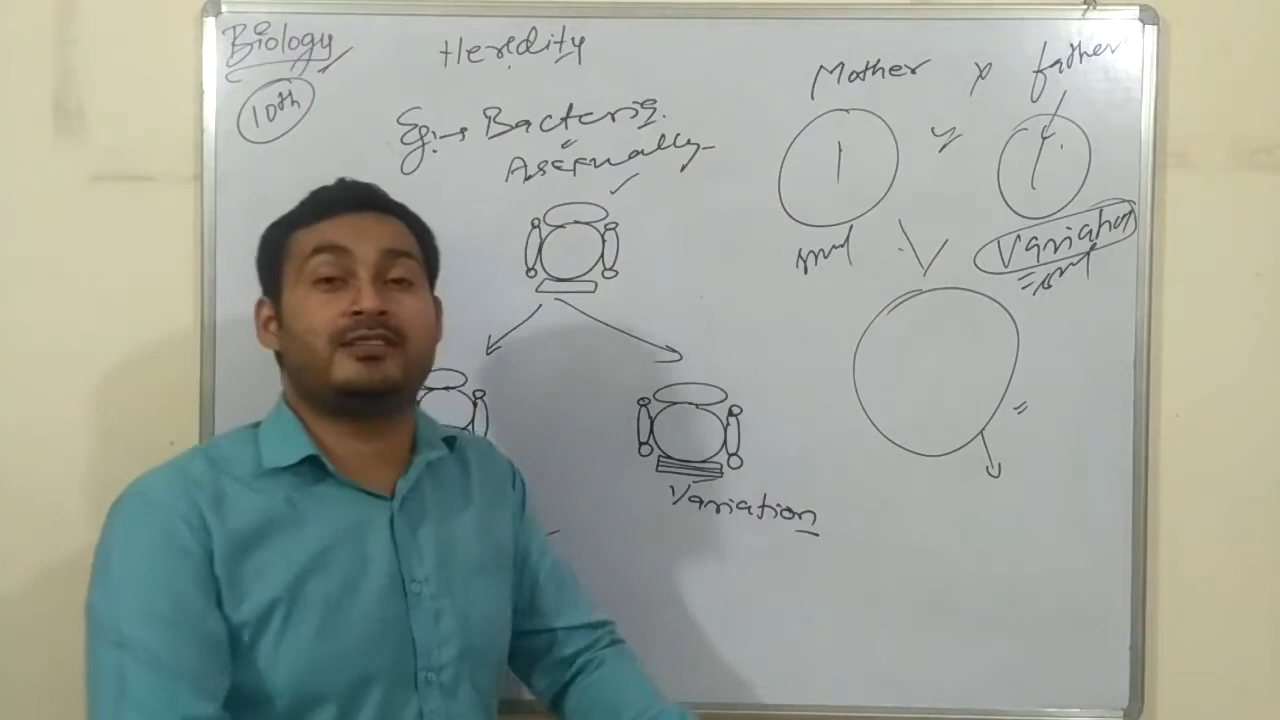 Biology
10th
Heredity
Eg:→ Bacteria.
Asexually
Variation
Mother x father
Variation